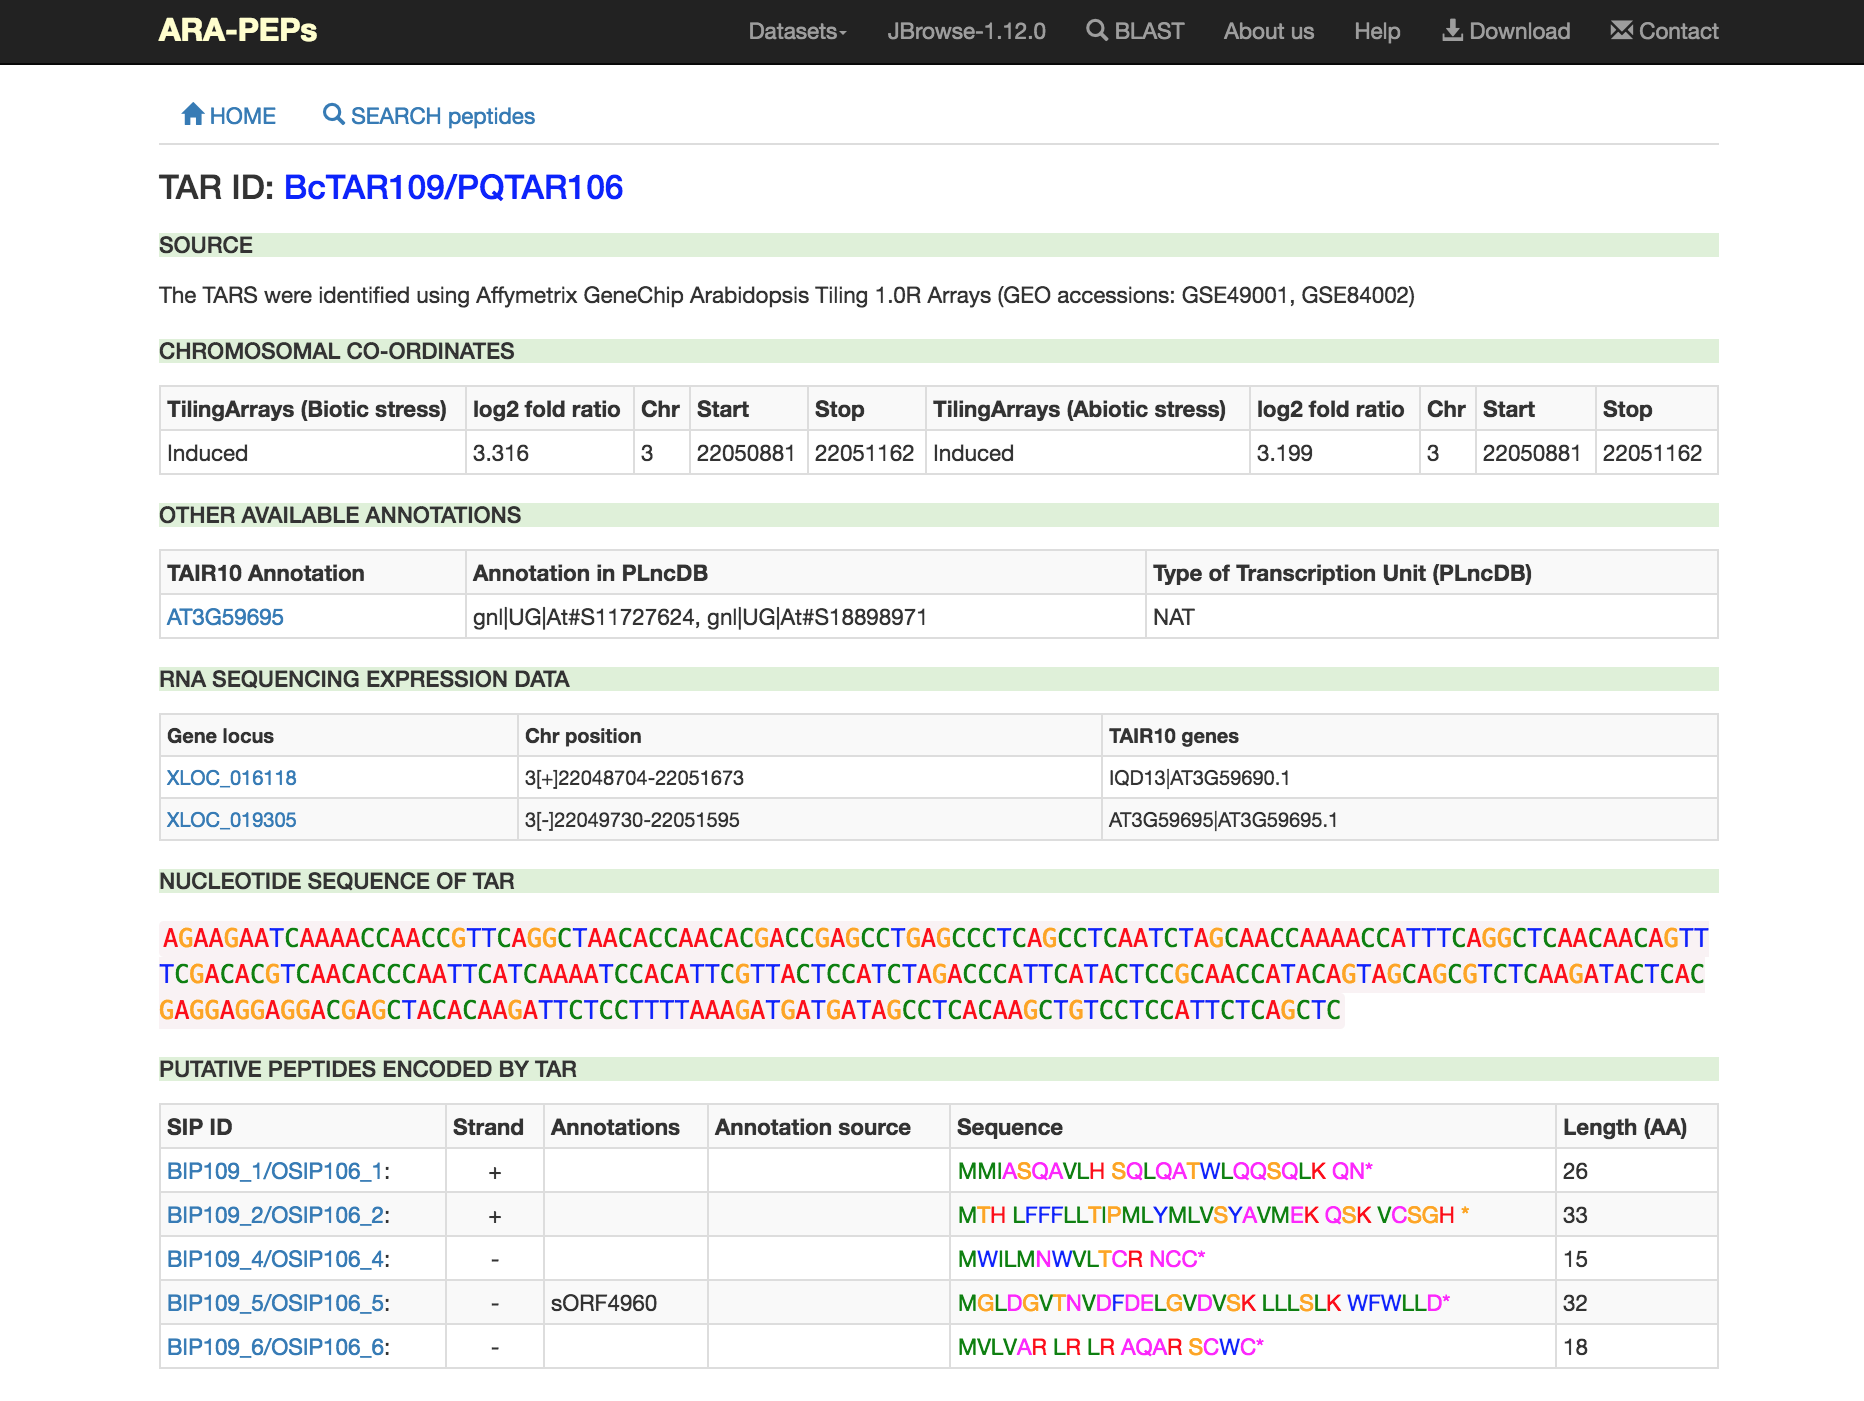 ARA-PEPs Datasets JBrowse-1.12.0 BLAST About us Help Download Contact
HOME SEARCH peptides
TAR ID: BcTAR109/PQTAR106
SOURCE
The TARS were identified using Affymetrix GeneChip Arabidopsis Tiling 1.0R Arrays (GEO accessions: GSE49001, GSE84002)
CHROMOSOMAL CO-ORDINATES
TilingArrays (Biotic stress) log2 fold ratio Chr Start Stop TilingArrays (Abiotic stress) log2 fold ratio Chr Start Stop
Induced 3.316 3 22050881 22051162 Induced 3.199 3 22050881 22051162
OTHER AVAILABLE ANNOTATIONS
TAIR10 Annotation Annotation in PLncDB Type of Transcription Unit (PLncDB)
AT3G59695 gnl|UG|At#S11727624, gnl|UG|At#S18898971 NAT
RNA SEQUENCING EXPRESSION DATA
Gene locus Chr position TAIR10 genes
XLOC_016118 3[+]22048704-22051673 IQD13|AT3G59690.1
XLOC_019305 3[-]22049730-22051595 AT3G59695|AT3G59695.1
NUCLEOTIDE SEQUENCE OF TAR
AGAAGAATCAAAACCAACCGTTCAGGCTAACACCAACACGACCGAGCCTGAGCCCTCAGCCTCAATCTAGCAACCAAAACCATTTCAGGCTCAACAACAGTT
TCGACACGTCAACACCCAATTCATCAAAATCCACATTCGTTACTCCATCTAGACCCATTCATACTCCGCAACCATACAGTAGCAGCGTCTCAAGATACTCAC
GAGGAGGAGGACGAGCTACACAAGATTCTCCTTTTAAAGATGATGATAGCCTCACAAGCTGTCCTCCATTCTCAGCTC
PUTATIVE PEPTIDES ENCODED BY TAR
SIP ID Strand Annotations Annotation source Sequence Length (AA)
BIP109_1/OSIP106_1: + MMIASQAVLH SQLQATWLQQSQLK QN* 26
BIP109_2/OSIP106_2: + MTH LFFFLLTIPMLYMLVSYAVMEK QSK VCSGH * 33
BIP109_4/OSIP106_4: - MWILMNWVLTCR NCC* 15
BIP109_5/OSIP106_5: - sORF4960 MGLDGVTNVDFDELGVDVSK LLLSLK WFWLLD* 32
BIP109_6/OSIP106_6: - MVLVAR LR LR AQAR SCWC* 18